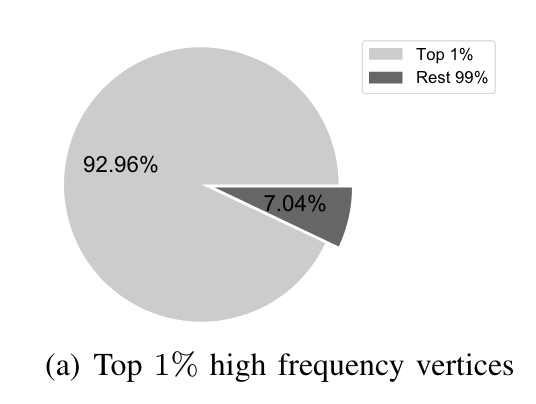 Top 1%
Rest 99%
92.96%
7.04%
(a) Top 1% high frequency vertices